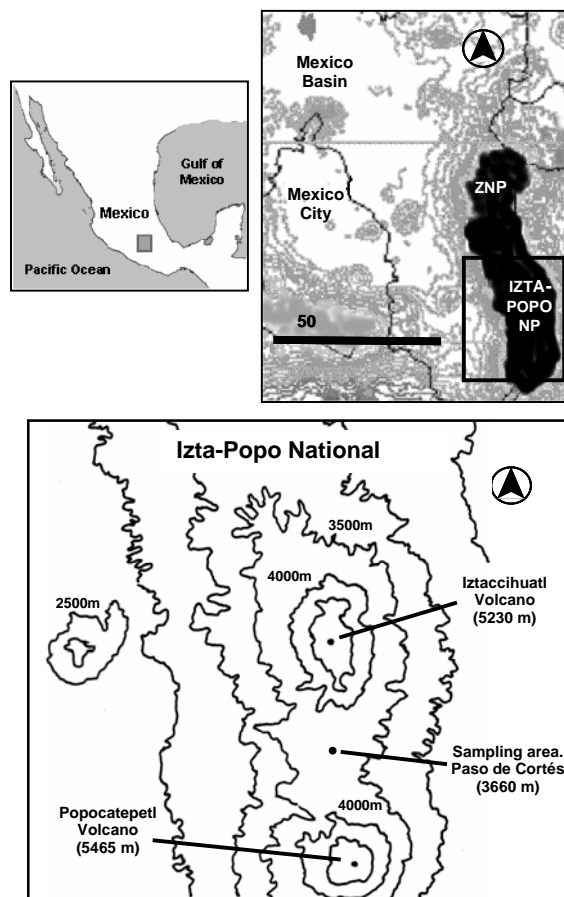 Gulf of
Mexico
Mexico
Pacific Ocean
Mexico
Basin
ZNP
Mexico
City
IZTA-
POPO
NP
50
Izta-Popo National
3500m
4000m
2500m
Iztaccihuatl
Volcano
(5230 m)
Sampling area.
Paso de Cortés
(3660 m)
4000m
Popocatepetl
Volcano
(5465 m)